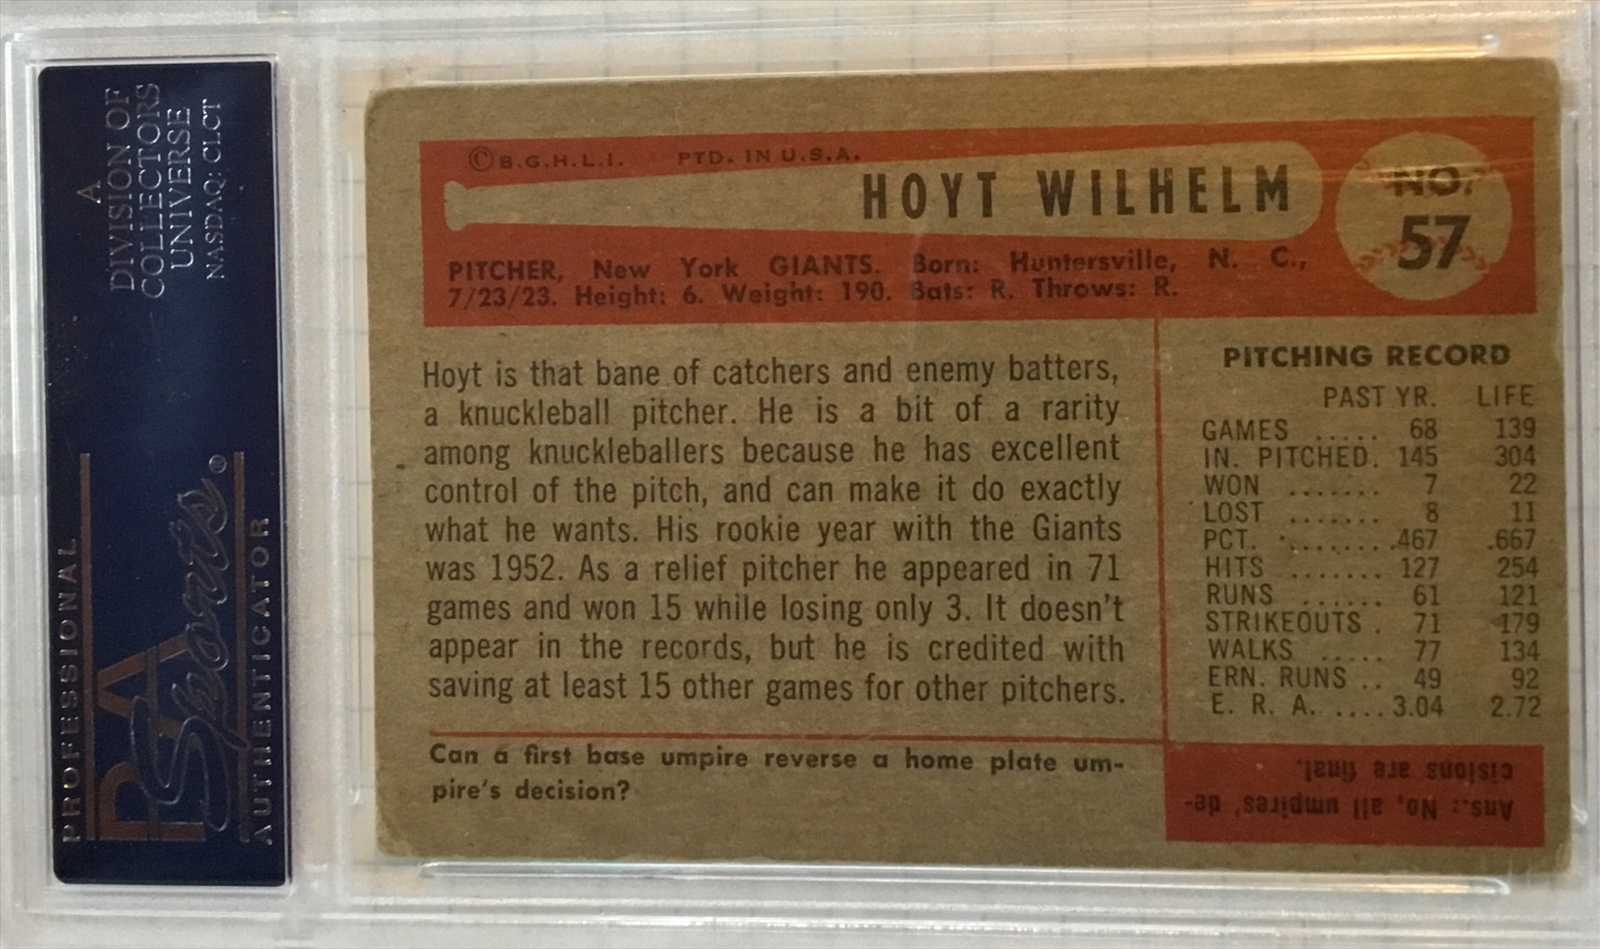 A
DIVISION OF
COLLECTORS
UNIVERSE
NASDAQ: CLCT
PROFESSIONAL
PSA
Sports®
AUTHENTICATOR
© B.G.H.L.I. PTD. IN U.S.A.
HOYT WILHELM
NO.
57
PITCHER, New York GIANTS. Born: Huntersville, N. C.,
7/23/23. Height: 6. Weight: 190. Bats: R. Throws: R.
Hoyt is that bane of catchers and enemy batters,
a knuckleball pitcher. He is a bit of a rarity
among knuckleballers because he has excellent
control of the pitch, and can make it do exactly
what he wants. His rookie year with the Giants
was 1952. As a relief pitcher he appeared in 71
games and won 15 while losing only 3. It doesn't
appear in the records, but he is credited with
saving at least 15 other games for other pitchers.
PITCHING RECORD
PAST YR. LIFE
GAMES ..... 68 139
IN. PITCHED. 145 304
WON ....... 7 22
LOST ....... 8 11
PCT. .........467 .667
HITS ....... 127 254
RUNS ...... 61 121
STRIKEOUTS . 71 179
WALKS ..... 77 134
ERN. RUNS .. 49 92
E. R. A. ....3.04 2.72
Can a first base umpire reverse a home plate um-
pire's decision?
Ans.: No, all umpires' de-
cisions are final.